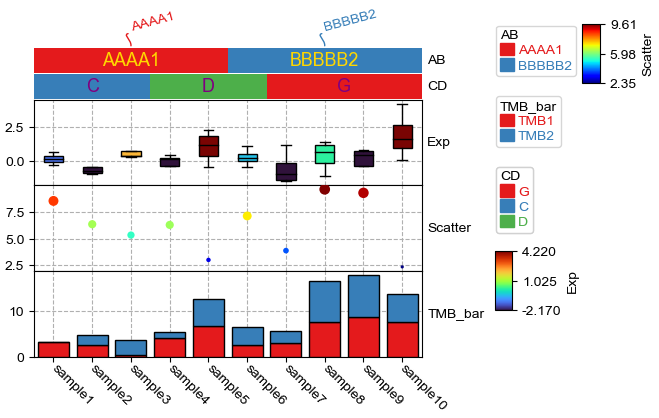 AAAA1
BBBBB2
AAAA1
BBBBB2
AB
C
D
G
CD
2.5
0.0
Exp
7.5
5.0
2.5
Scatter
10
0
TMB_bar
sample1
sample2
sample3
sample4
sample5
sample6
sample7
sample8
sample9
sample10
AB
AAAA1
BBBBB2
9.61
5.98
2.35
Scatter
TMB_bar
TMB1
TMB2
CD
G
C
D
4.220
1.025
-2.170
Exp